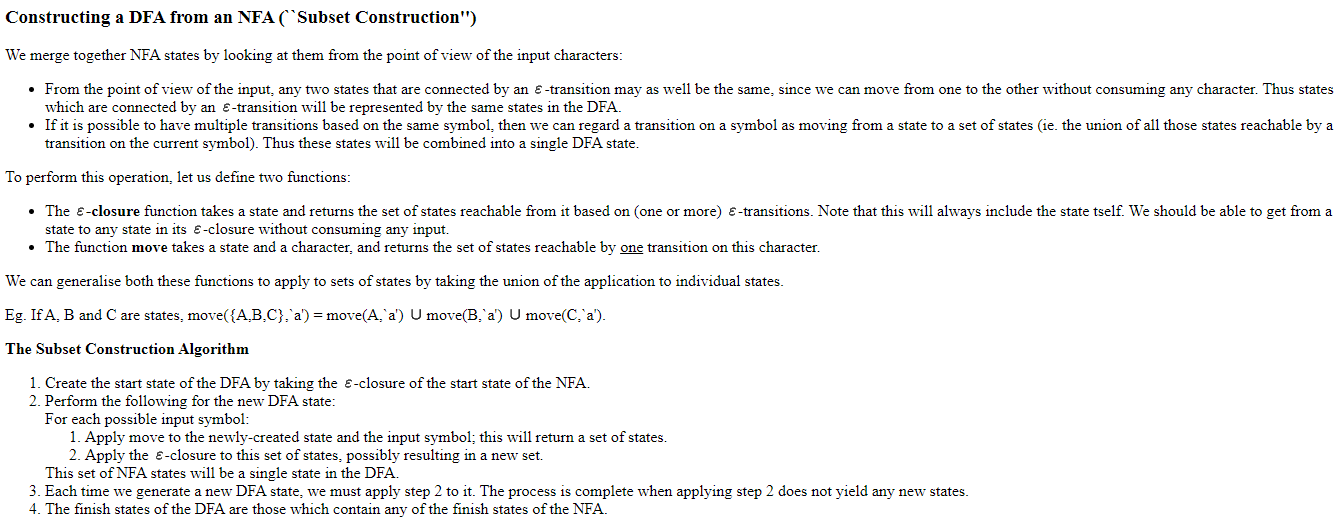 Constructing a DFA from an NFA (``Subset Construction'')
We merge together NFA states by looking at them from the point of view of the input characters:
• From the point of view of the input, any two states that are connected by an ε-transition may as well be the same, since we can move from one to the other without consuming any character. Thus states
which are connected by an ε-transition will be represented by the same states in the DFA.
• If it is possible to have multiple transitions based on the same symbol, then we can regard a transition on a symbol as moving from a state to a set of states (ie. the union of all those states reachable by a
transition on the current symbol). Thus these states will be combined into a single DFA state.
To perform this operation, let us define two functions:
• The ε-closure function takes a state and returns the set of states reachable from it based on (one or more) ε-transitions. Note that this will always include the state tself. We should be able to get from a
state to any state in its ε-closure without consuming any input.
• The function move takes a state and a character, and returns the set of states reachable by one transition on this character.
We can generalise both these functions to apply to sets of states by taking the union of the application to individual states.
Eg. If A, B and C are states, move({A,B,C},`a') = move(A,`a') ∪ move(B,`a') ∪ move(C,`a').
The Subset Construction Algorithm
1. Create the start state of the DFA by taking the ε-closure of the start state of the NFA.
2. Perform the following for the new DFA state:
For each possible input symbol:
1. Apply move to the newly-created state and the input symbol; this will return a set of states.
2. Apply the ε-closure to this set of states, possibly resulting in a new set.
This set of NFA states will be a single state in the DFA.
3. Each time we generate a new DFA state, we must apply step 2 to it. The process is complete when applying step 2 does not yield any new states.
4. The finish states of the DFA are those which contain any of the finish states of the NFA.